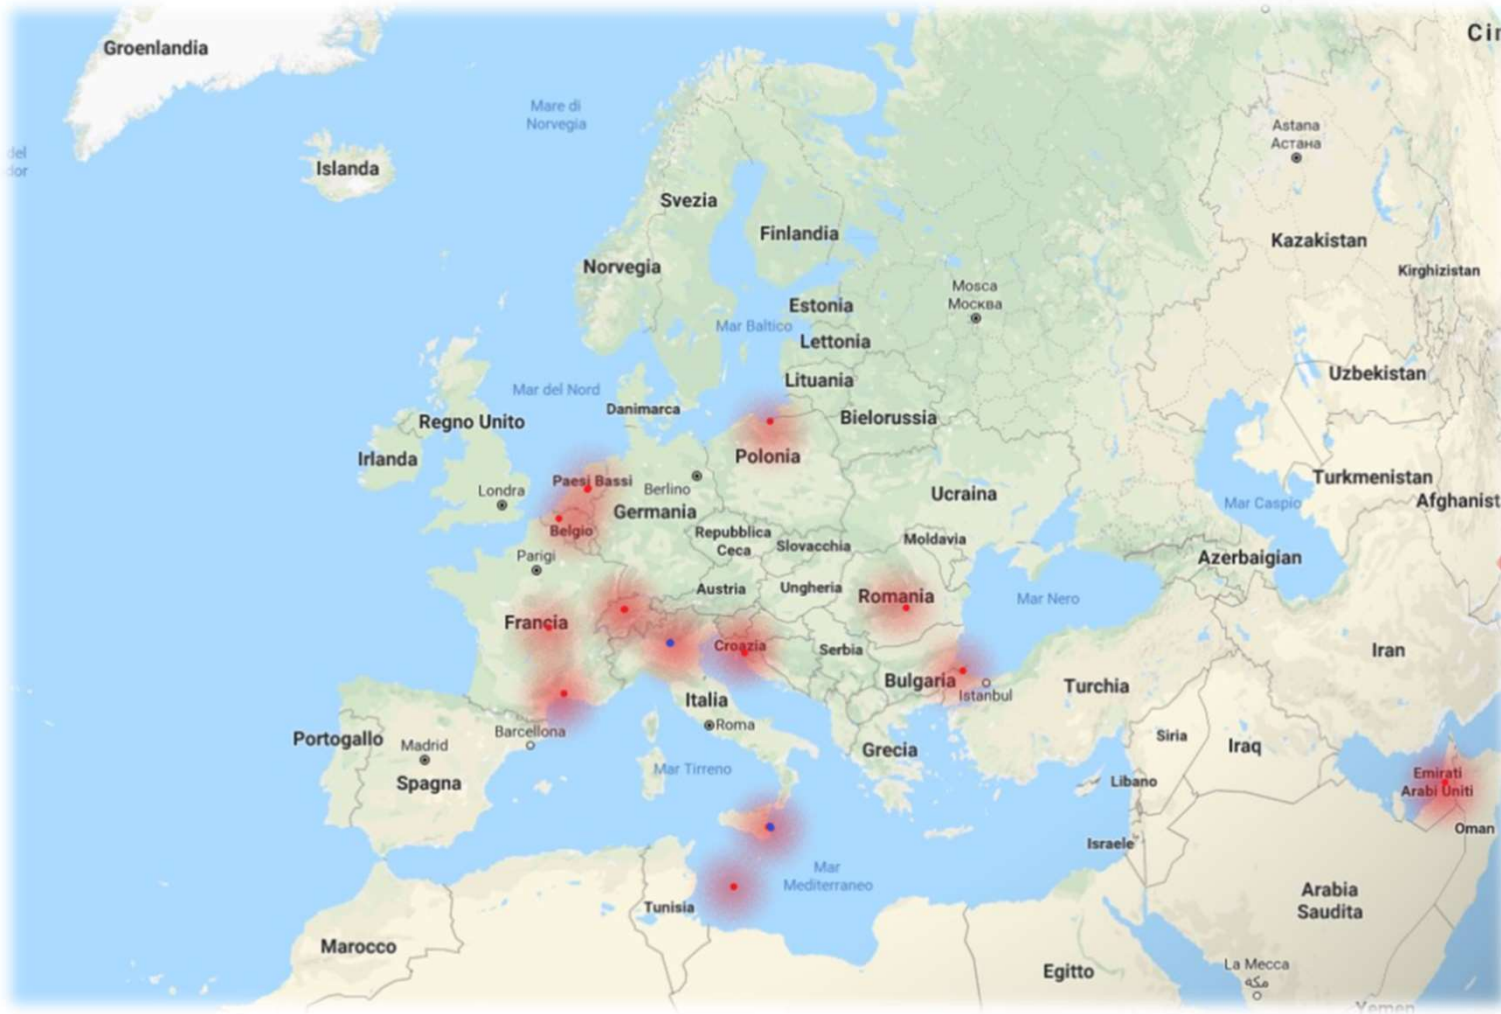 Groenlandia
Cir
Mare di
Norvegia
Astana
Астана
del
dor
Islanda
Svezia
Finlandia
Kazakistan
Norvegia
Kirghizistan
Mosca
Москва
Estonia
Mar Baltico
Lettonia
Uzbekistan
Lituania
Mar del Nord
Danimarca
Regno Unito
Bielorussia
Irlanda
Polonia
Turkmenistan
Paesi Bassi
Londra
Berlino
Ucraina
Mar Caspio
Afghanist
Germania
Belgio
Repubblica
Ceca
Slovacchia
Moldavia
Parigi
Azerbaigian
Austria
Ungheria
Romania
Mar Nero
Francia
Croazia
Serbia
Iran
Bulgaria
Istanbul
Turchia
Italia
Roma
Barcellona
Portogallo
Madrid
Spagna
Grecia
Siria
Iraq
Mar Tirreno
Libano
Emirati
Arabi Uniti
Oman
Israele
Mar
Mediterraneo
Arabia
Saudita
Tunisia
Marocco
Egitto
La Mecca
مكة
Yemen